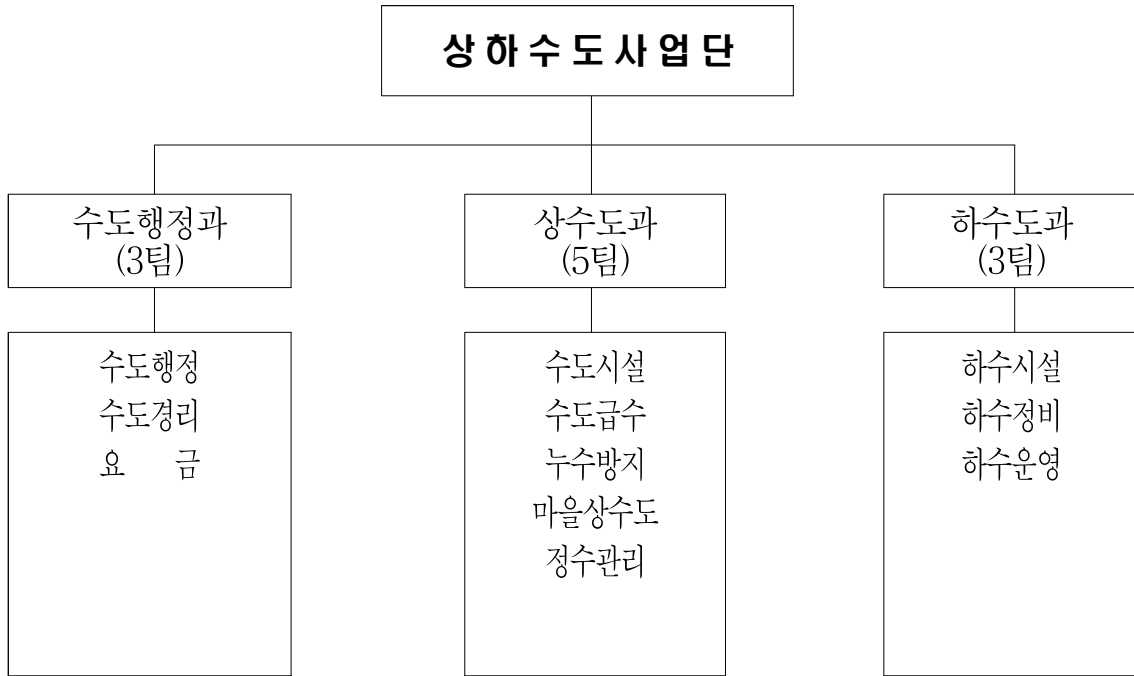 상 하 수 도 사 업 단
수도행정과
(3팀)
상수도과
(5팀)
하수도과
(3팀)
수도행정
수도경리
요 금
수도시설
수도급수
누수방지
마을상수도
정수관리
하수시설
하수정비
하수운영